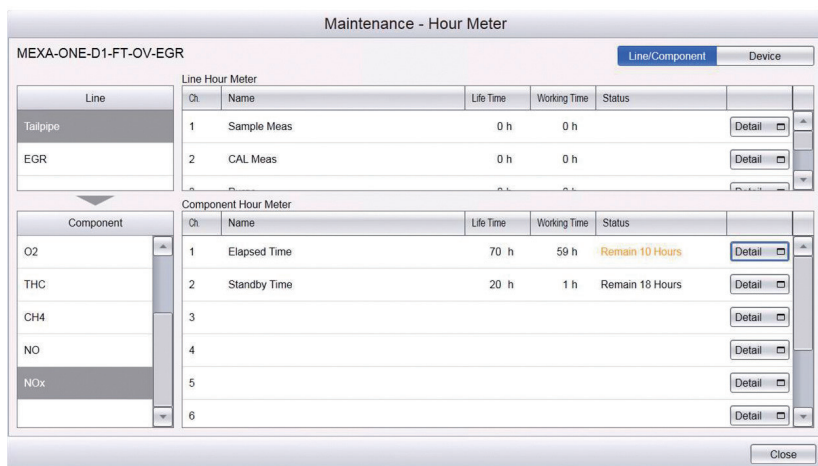 Maintenance - Hour Meter
MEXA-ONE-D1-FT-OV-EGR
Line/Component Device
Line Hour Meter
Line Ch. Name Life Time Working Time Status
Tailpipe 1 Sample Meas 0 h 0 h Detail
EGR 2 CAL Meas 0 h 0 h Detail
Component Hour Meter
Component Ch. Name Life Time Working Time Status
O2 1 Elapsed Time 70 h 59 h Remain 10 Hours Detail
THC 2 Standby Time 20 h 1 h Remain 18 Hours Detail
CH4 3 Detail
NO 4 Detail
NOx 5 Detail
6 Detail
Close